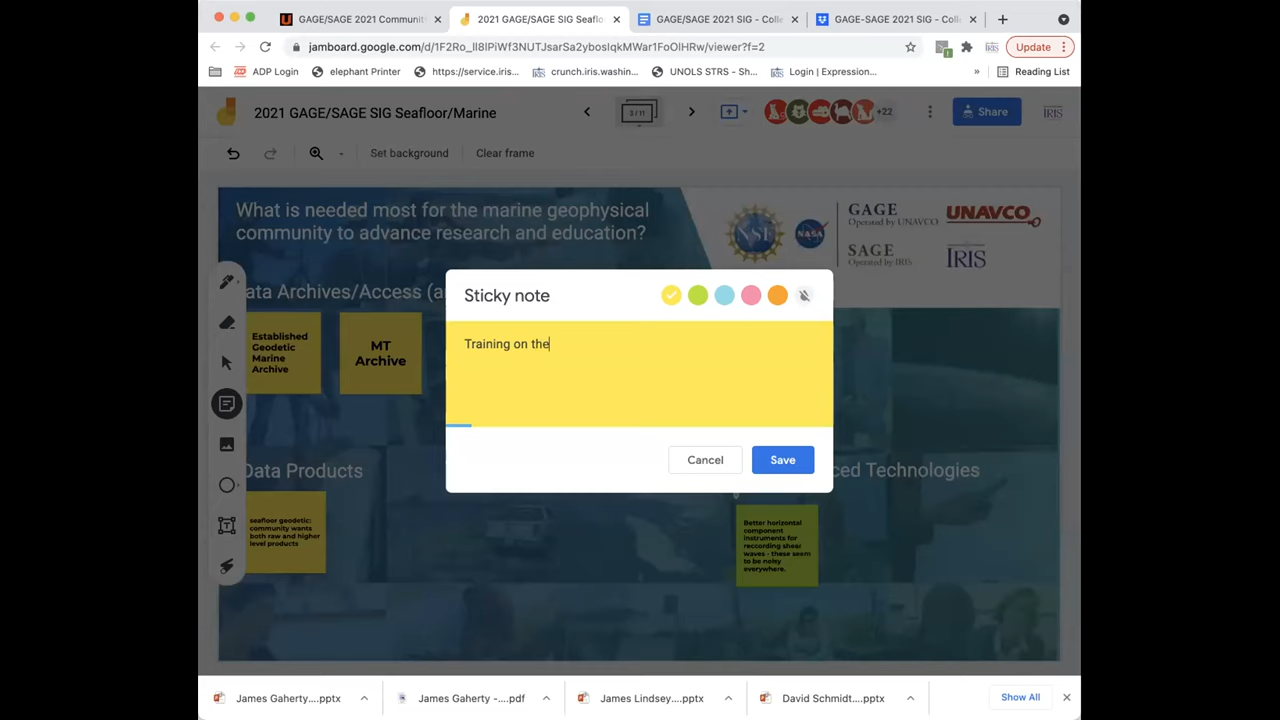 GAGE/SAGE 2021 Communit
2021 GAGE/SAGE SIG Seaflo
GAGE/SAGE 2021 SIG - Colle
GAGE-SAGE 2021 SIG - Colle
jamboard.google.com/d/1F2Ro_Il8lPiWf3NUTJsarSa2ybosIqkMWar1FoOlHRw/viewer?f=2
Update
ADP Login
elephant Printer
https://service.iris...
crunch.iris.washin...
UNOLS STRS - Sh...
Login | Expression...
»
Reading List
2021 GAGE/SAGE SIG Seafloor/Marine
3/11
+22
Share
IRIS
Set background
Clear frame
What is needed most for the marine geophysical
community to advance research and education?
NSF
NASA
GAGE
Operated by UNAVCO
UNAVCO
SAGE
Operated by IRIS
IRIS
Data Archives/Access (a
Established
Geodetic
Marine
Archive
MT
Archive
Sticky note
Training on the
Cancel
Save
Data Products
ced Technologies
seafloor geodetic;
community wants
both raw and higher
level products
Better horizontal
component
instruments for
reccording shear
waves - these seem
to be noisy
everywhere.
James Gaherty....pptx
James Gaherty -....pdf
James Lindsey....pptx
David Schmidt....pptx
Show All